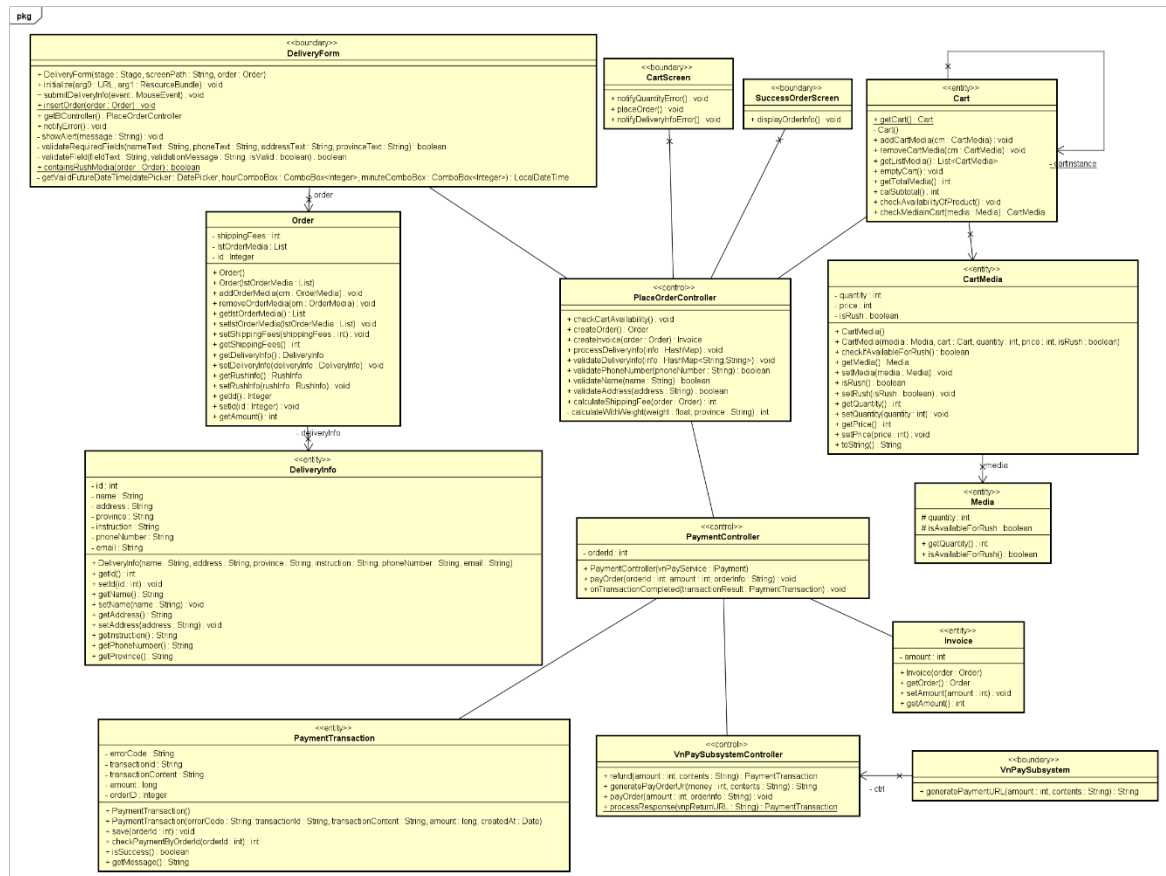 pkg
<<boundary>>
DeliveryForm
+ DeliveryForm(stage : Stage, screenPath : String, order : Order)
+ initialize(arg0 : URL, arg1 : ResourceBundle) : void
~ submitDeliveryInfo(event : MouseEvent) : void
+ insertOrder(order : Order) : void
+ getBController() : PlaceOrderController
+ notifyError() : void
- showAlert(message : String) : void
- validateRequiredFields(nameText : String, phoneText : String, addressText : String, provinceText : String) : boolean
- validateField(fieldText : String, validationMessage : String, isValid : boolean) : boolean
+ containsRushMedia(order : Order) : boolean
- getValidFutureDateTime(datePicker : DatePicker, hourComboBox : ComboBox<Integer>, minuteComboBox : ComboBox<Integer>) : LocalDateTime
<<boundary>>
CartScreen
+ notifyQuantityError() : void
+ placeOrder() : void
+ notifyDeliveryInfoError() : void
<<boundary>>
SuccessOrderScreen
+ displayOrderInfo() : void
<<entity>>
Cart
+ getCart() : Cart
- Cart()
+ addCartMedia(cm : CartMedia) : void
+ removeCartMedia(cm : CartMedia) : void
+ getListMedia() : List<CartMedia>
+ emptyCart() : void
+ getTotalMedia() : int
+ calSubtotal() : int
+ checkAvailabilityOfProduct() : void
+ checkMediaInCart(media : Media) : CartMedia
- cartInstance
- order
Order
- shippingFees : int
- lstOrderMedia : List
- id : Integer
+ Order()
+ Order(lstOrderMedia : List)
+ addOrderMedia(om : OrderMedia) : void
+ removeOrderMedia(om : OrderMedia) : void
+ getlstOrderMedia() : List
+ setlstOrderMedia(lstOrderMedia : List) : void
+ setShippingFees(shippingFees : int) : void
+ getShippingFees() : int
+ getDeliveryInfo() : DeliveryInfo
+ setDeliveryInfo(deliveryInfo : DeliveryInfo) : void
+ getRushInfo() : RushInfo
+ setRushInfo(rushInfo : RushInfo) : void
+ getId() : Integer
+ setId(id : Integer) : void
+ getAmount() : int
- deliveryInfo
<<control>>
PlaceOrderController
+ checkCartAvailability() : void
+ createOrder() : Order
+ createInvoice(order : Order) : Invoice
+ processDeliveryInfo(info : HashMap) : void
+ validateDeliveryInfo(info : HashMap<String,String>) : void
+ validatePhoneNumber(phoneNumber : String) : boolean
+ validateName(name : String) : boolean
+ validateAddress(address : String) : boolean
+ calculateShippingFee(order : Order) : int
- calculateWithWeight(weight : float, province : String) : int
<<entity>>
CartMedia
- quantity : int
- price : int
- isRush : boolean
+ CartMedia()
+ CartMedia(media : Media, cart : Cart, quantity : int, price : int, isRush : boolean)
+ checkIfAvailableForRush() : boolean
+ getMedia() : Media
+ setMedia(media : Media) : void
+ isRush() : boolean
+ setRush(isRush : boolean) : void
+ getQuantity() : int
+ setQuantity(quantity : int) : void
+ getPrice() : int
+ setPrice(price : int) : void
+ toString() : String
- media
<<entity>>
DeliveryInfo
- id : int
- name : String
- address : String
- province : String
- instruction : String
- phoneNumber : String
- email : String
+ DeliveryInfo(name : String, address : String, province : String, instruction : String, phoneNumber : String, email : String)
+ getId() : int
+ setId(id : int) : void
+ getName() : String
+ setName(name : String) : void
+ getAddress() : String
+ setAddress(address : String) : void
+ getInstruction() : String
+ getPhoneNumber() : String
+ getProvince() : String
<<entity>>
Media
# quantity : int
# isAvailableForRush : boolean
+ getQuantity() : int
+ isAvailableForRush() : boolean
<<control>>
PaymentController
- orderId : int
+ PaymentController(vnPayService : IPayment)
+ payOrder(orderId : int, amount : int, orderInfo : String) : void
+ onTransactionCompleted(transactionResult : PaymentTransaction) : void
<<entity>>
Invoice
- amount : int
+ Invoice(order : Order)
+ getOrder() : Order
+ setAmount(amount : int) : void
+ getAmount() : int
<<entity>>
PaymentTransaction
- errorCode : String
- transactionId : String
- transactionContent : String
- amount : long
- orderID : Integer
+ PaymentTransaction()
+ PaymentTransaction(errorCode : String, transactionId : String, transactionContent : String, amount : long, createdAt : Date)
+ save(orderId : int) : void
+ checkPaymentByOrderId(orderId : int) : int
+ isSuccess() : boolean
+ getMessage() : String
<<control>>
VnPaySubsystemController
+ refund(amount : int, contents : String) : PaymentTransaction
+ generatePayOrderUrl(money : int, contents : String) : String
+ payOrder(amount : int, orderInfo : String) : void
+ processResponse(vnpReturnURL : String) : PaymentTransaction
- ctrl
<<boundary>>
VnPaySubsystem
+ generatePaymentURL(amount : int, contents : String) : String